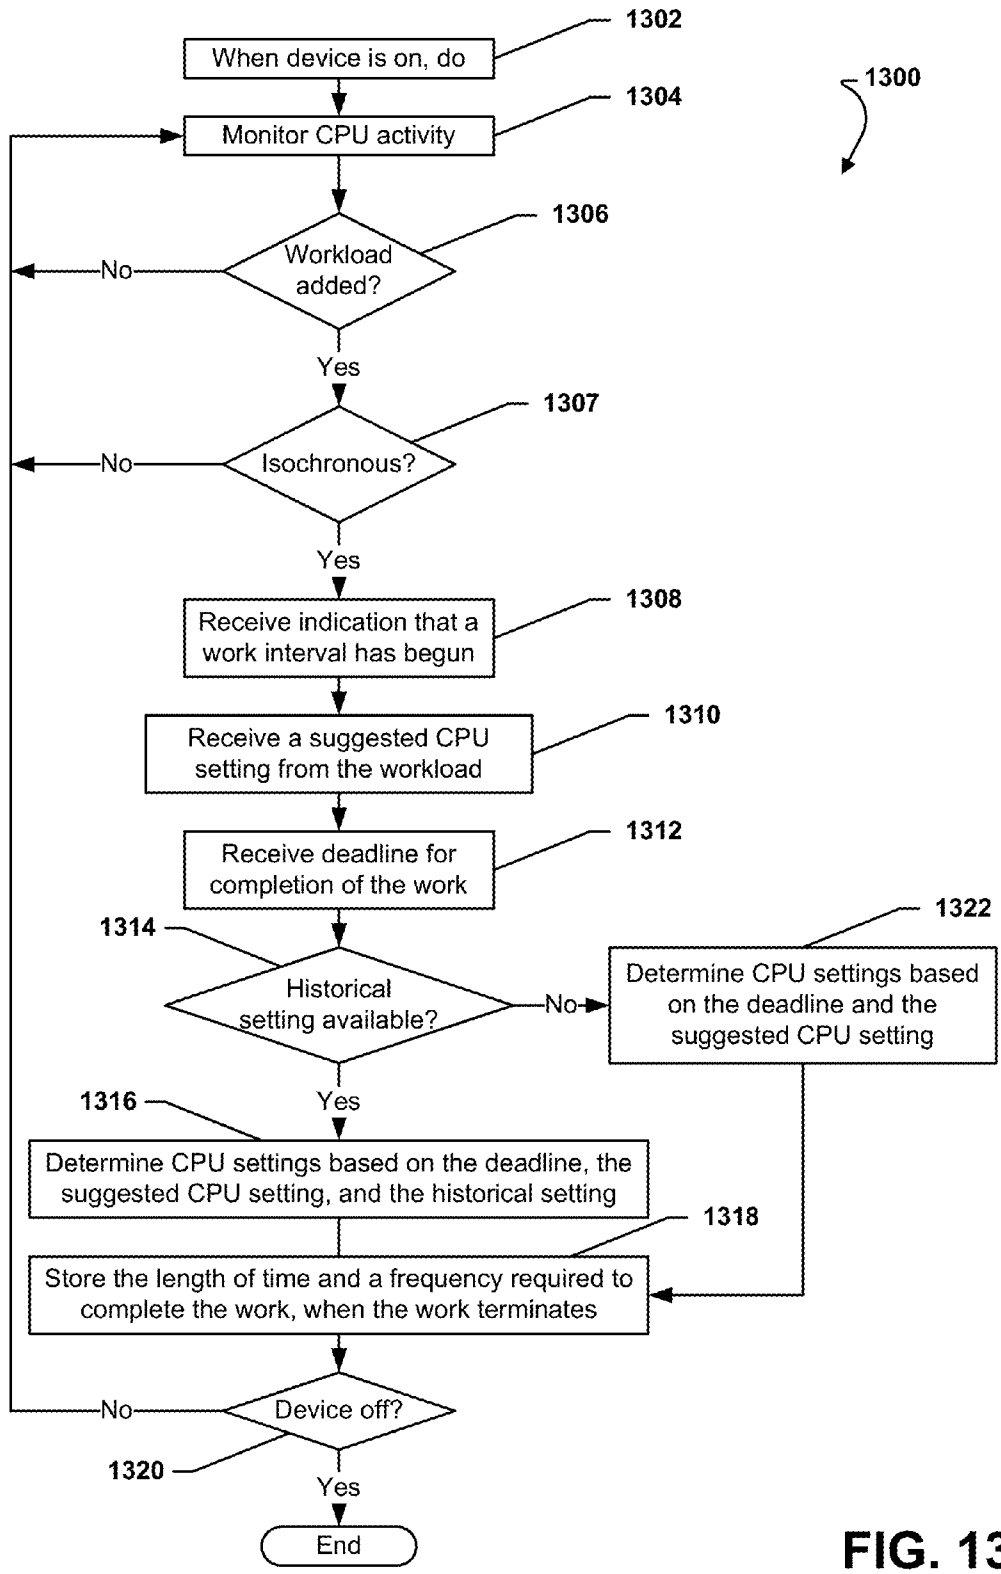 1302
When device is on, do
1300
1304
Monitor CPU activity
1306
Workload
added?
No
Yes
1307
Isochronous?
No
Yes
1308
Receive indication that a
work interval has begun
1310
Receive a suggested CPU
setting from the workload
1312
Receive deadline for
completion of the work
1314
Historical
setting available?
No
1322
Determine CPU settings based
on the deadline and the
suggested CPU setting
Yes
1316
Determine CPU settings based on the deadline, the
suggested CPU setting, and the historical setting
1318
Store the length of time and a frequency required to
complete the work, when the work terminates
Device off?
No
1320
Yes
End
FIG. 13